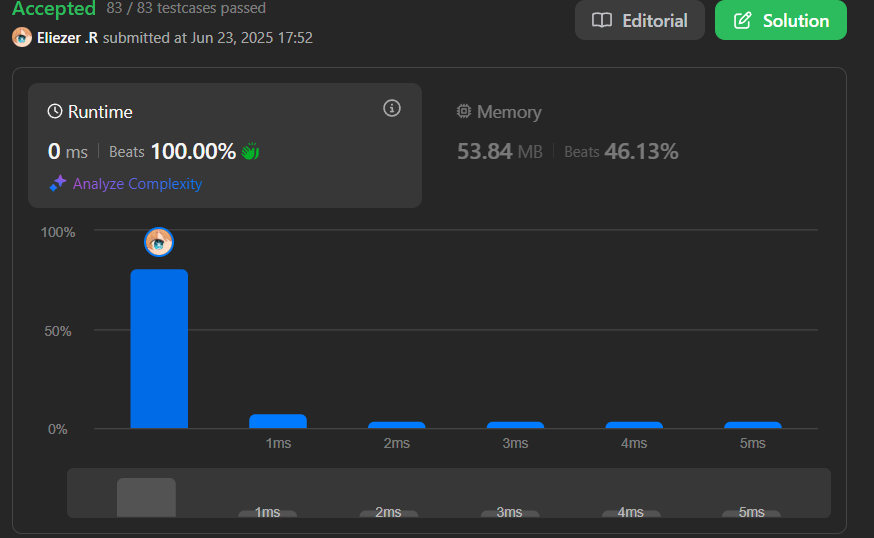 Accepted 83 / 83 testcases passed
Eliezer .R submitted at Jun 23, 2025 17:52
Editorial
Solution
Runtime
0 ms Beats 100.00%
Analyze Complexity
Memory
53.84 MB Beats 46.13%
100%
50%
0%
1ms 2ms 3ms 4ms 5ms
1ms 2ms 3ms 4ms 5ms